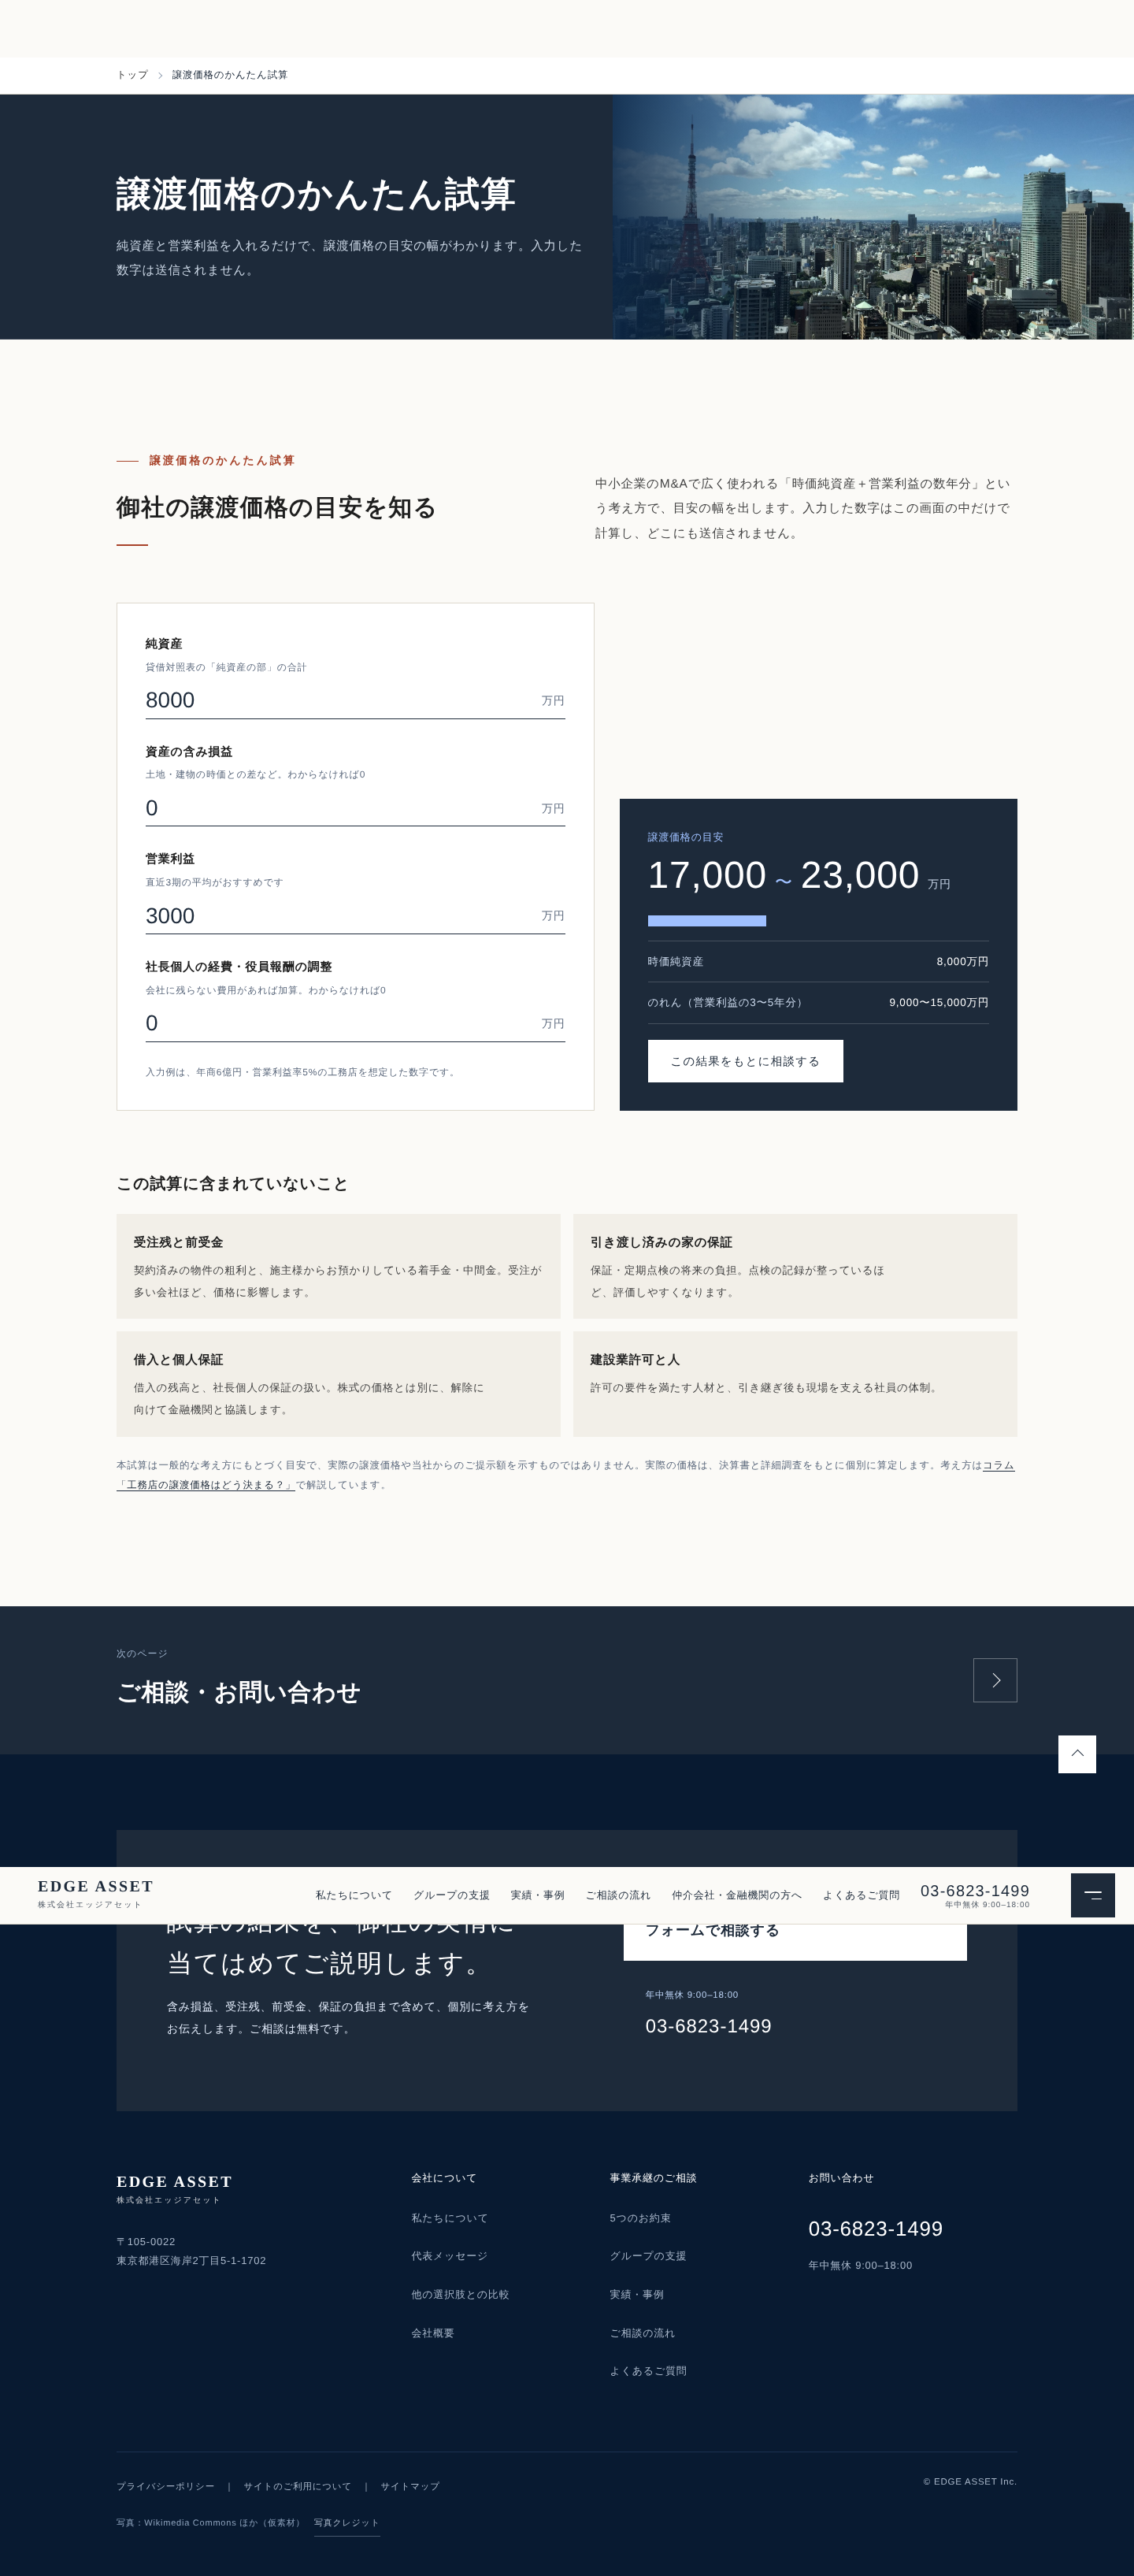 トップ 譲渡価格のかんたん試算
譲渡価格のかんたん試算
純資産と営業利益を入れるだけで、譲渡価格の目安の幅がわかります。入力した
数字は送信されません。
譲渡価格のかんたん試算
御社の譲渡価格の目安を知る
中小企業のM&Aで広く使われる「時価純資産＋営業利益の数年分」とい
う考え方で、目安の幅を出します。入力した数字はこの画面の中だけで
計算し、どこにも送信されません。
純資産
貸借対照表の「純資産の部」の合計
8000 万円
資産の含み損益
土地・建物の時価との差など。わからなければ0
0 万円
営業利益
直近3期の平均がおすすめです
3000 万円
社長個人の経費・役員報酬の調整
会社に残らない費用があれば加算。わからなければ0
0 万円
入力例は、年商6億円・営業利益率5%の工務店を想定した数字です。
譲渡価格の目安
17,000 〜 23,000 万円
時価純資産 8,000万円
のれん（営業利益の3〜5年分） 9,000〜15,000万円
この結果をもとに相談する
この試算に含まれていないこと
受注残と前受金
契約済みの物件の粗利と、施主様からお預かりしている着手金・中間金。受注が
多い会社ほど、価格に影響します。
引き渡し済みの家の保証
保証・定期点検の将来の負担。点検の記録が整っているほ
ど、評価しやすくなります。
借入と個人保証
借入の残高と、社長個人の保証の扱い。株式の価格とは別に、解除に
向けて金融機関と協議します。
建設業許可と人
許可の要件を満たす人材と、引き継ぎ後も現場を支える社員の体制。
本試算は一般的な考え方にもとづく目安で、実際の譲渡価格や当社からのご提示額を示すものではありません。実際の価格は、決算書と詳細調査をもとに個別に算定します。考え方はコラム
「工務店の譲渡価格はどう決まる？」で解説しています。
次のページ
ご相談・お問い合わせ
EDGE ASSET
株式会社エッジアセット
私たちについて グループの支援 実績・事例 ご相談の流れ 仲介会社・金融機関の方へ よくあるご質問
03-6823-1499
年中無休 9:00–18:00
試算の結果を、御社の実情に
当てはめてご説明します。
含み損益、受注残、前受金、保証の負担まで含めて、個別に考え方を
お伝えします。ご相談は無料です。
フォームで相談する
年中無休 9:00–18:00
03-6823-1499
EDGE ASSET
株式会社エッジアセット
〒105-0022
東京都港区海岸2丁目5-1-1702
会社について
私たちについて
代表メッセージ
他の選択肢との比較
会社概要
事業承継のご相談
5つのお約束
グループの支援
実績・事例
ご相談の流れ
よくあるご質問
お問い合わせ
03-6823-1499
年中無休 9:00–18:00
プライバシーポリシー ｜ サイトのご利用について ｜ サイトマップ
© EDGE ASSET Inc.
写真：Wikimedia Commons ほか（仮素材） 写真クレジット